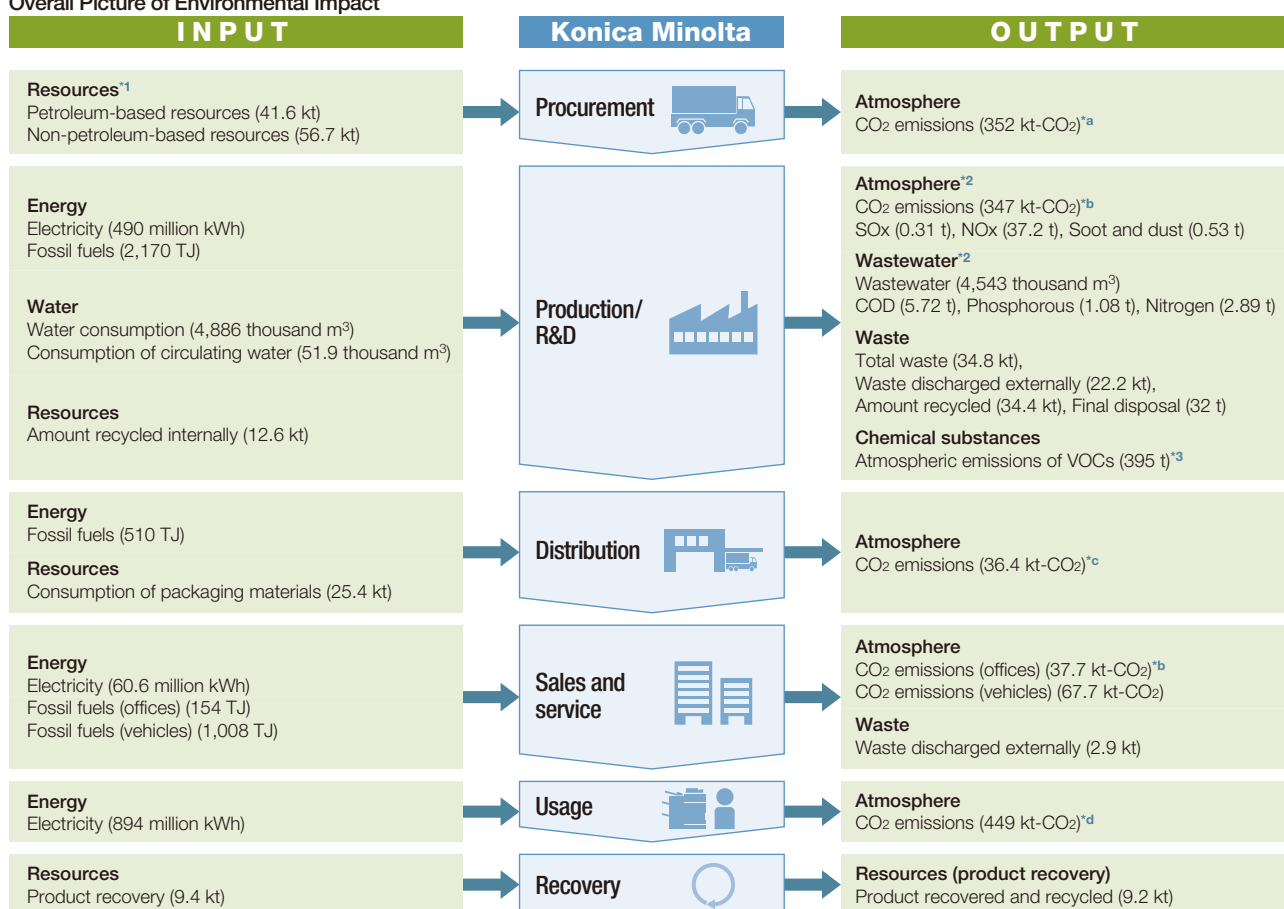 Overall Picture of Environmental Impact
INPUT
Konica Minolta
OUTPUT
Resources*1
Petroleum-based resources (41.6 kt)
Non-petroleum-based resources (56.7 kt)
Procurement
Atmosphere
CO2 emissions (352 kt-CO2)*a
Energy
Electricity (490 million kWh)
Fossil fuels (2,170 TJ)
Water
Water consumption (4,886 thousand m3)
Consumption of circulating water (51.9 thousand m3)
Resources
Amount recycled internally (12.6 kt)
Production/
R&D
Atmosphere*2
CO2 emissions (347 kt-CO2)*b
SOx (0.31 t), NOx (37.2 t), Soot and dust (0.53 t)
Wastewater*2
Wastewater (4,543 thousand m3)
COD (5.72 t), Phosphorous (1.08 t), Nitrogen (2.89 t)
Waste
Total waste (34.8 kt),
Waste discharged externally (22.2 kt),
Amount recycled (34.4 kt), Final disposal (32 t)
Chemical substances
Atmospheric emissions of VOCs (395 t)*3
Energy
Fossil fuels (510 TJ)
Resources
Consumption of packaging materials (25.4 kt)
Distribution
Atmosphere
CO2 emissions (36.4 kt-CO2)*c
Energy
Electricity (60.6 million kWh)
Fossil fuels (offices) (154 TJ)
Fossil fuels (vehicles) (1,008 TJ)
Sales and
service
Atmosphere
CO2 emissions (offices) (37.7 kt-CO2)*b
CO2 emissions (vehicles) (67.7 kt-CO2)
Waste
Waste discharged externally (2.9 kt)
Energy
Electricity (894 million kWh)
Usage
Atmosphere
CO2 emissions (449 kt-CO2)*d
Resources
Product recovery (9.4 kt)
Recovery
Resources (product recovery)
Product recovered and recycled (9.2 kt)